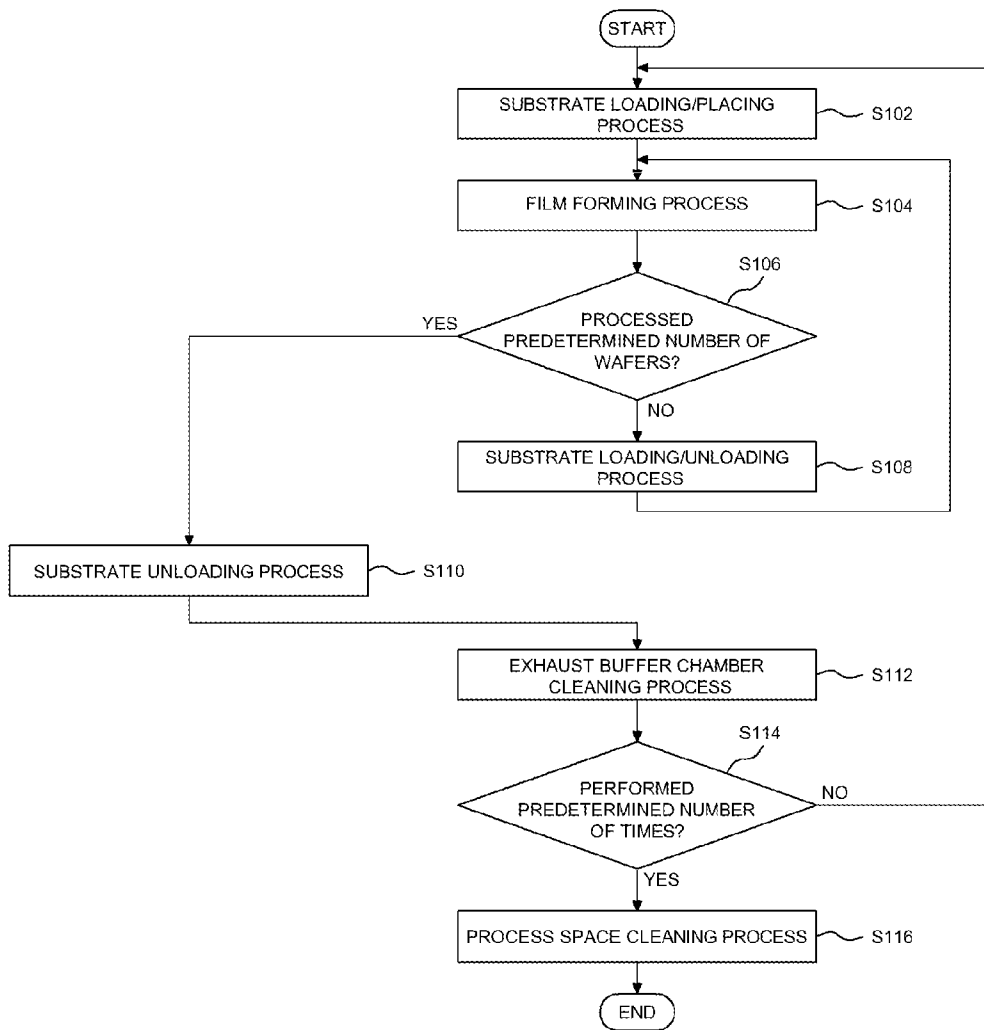 START
SUBSTRATE LOADING/PLACING
PROCESS
S102
FILM FORMING PROCESS
S104
S106
YES
PROCESSED
PREDETERMINED NUMBER OF
WAFERS?
NO
SUBSTRATE LOADING/UNLOADING
PROCESS
S108
SUBSTRATE UNLOADING PROCESS
S110
EXHAUST BUFFER CHAMBER
CLEANING PROCESS
S112
S114
PERFORMED
PREDETERMINED NUMBER
OF TIMES?
NO
YES
PROCESS SPACE CLEANING PROCESS
S116
END